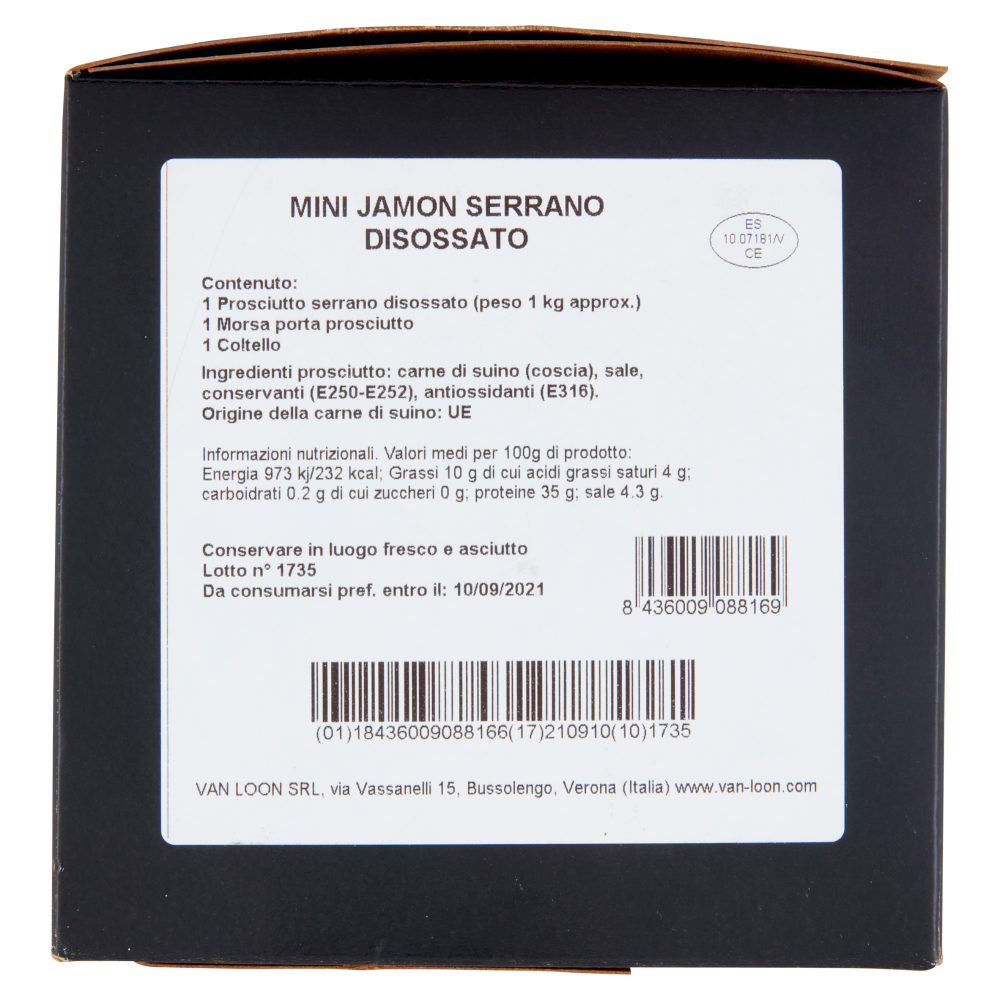 MINI JAMON SERRANO
DISOSSATO
ES
10.07181/V
CE
Contenuto:
1 Prosciutto serrano disossato (peso 1 kg approx.)
1 Morsa porta prosciutto
1 Coltello
Ingredienti prosciutto: carne di suino (coscia), sale,
conservanti (E250-E252), antiossidanti (E316).
Origine della carne di suino: UE
Informazioni nutrizionali. Valori medi per 100g di prodotto:
Energia 973 kj/232 kcal; Grassi 10 g di cui acidi grassi saturi 4 g;
carboidrati 0.2 g di cui zuccheri 0 g; proteine 35 g; sale 4.3 g.
Conservare in luogo fresco e asciutto
Lotto n° 1735
Da consumarsi pref. entro il: 10/09/2021
8 436009 088169
(01)18436009088166(17)210910(10)1735
VAN LOON SRL, via Vassanelli 15, Bussolengo, Verona (Italia) www.van-loon.com